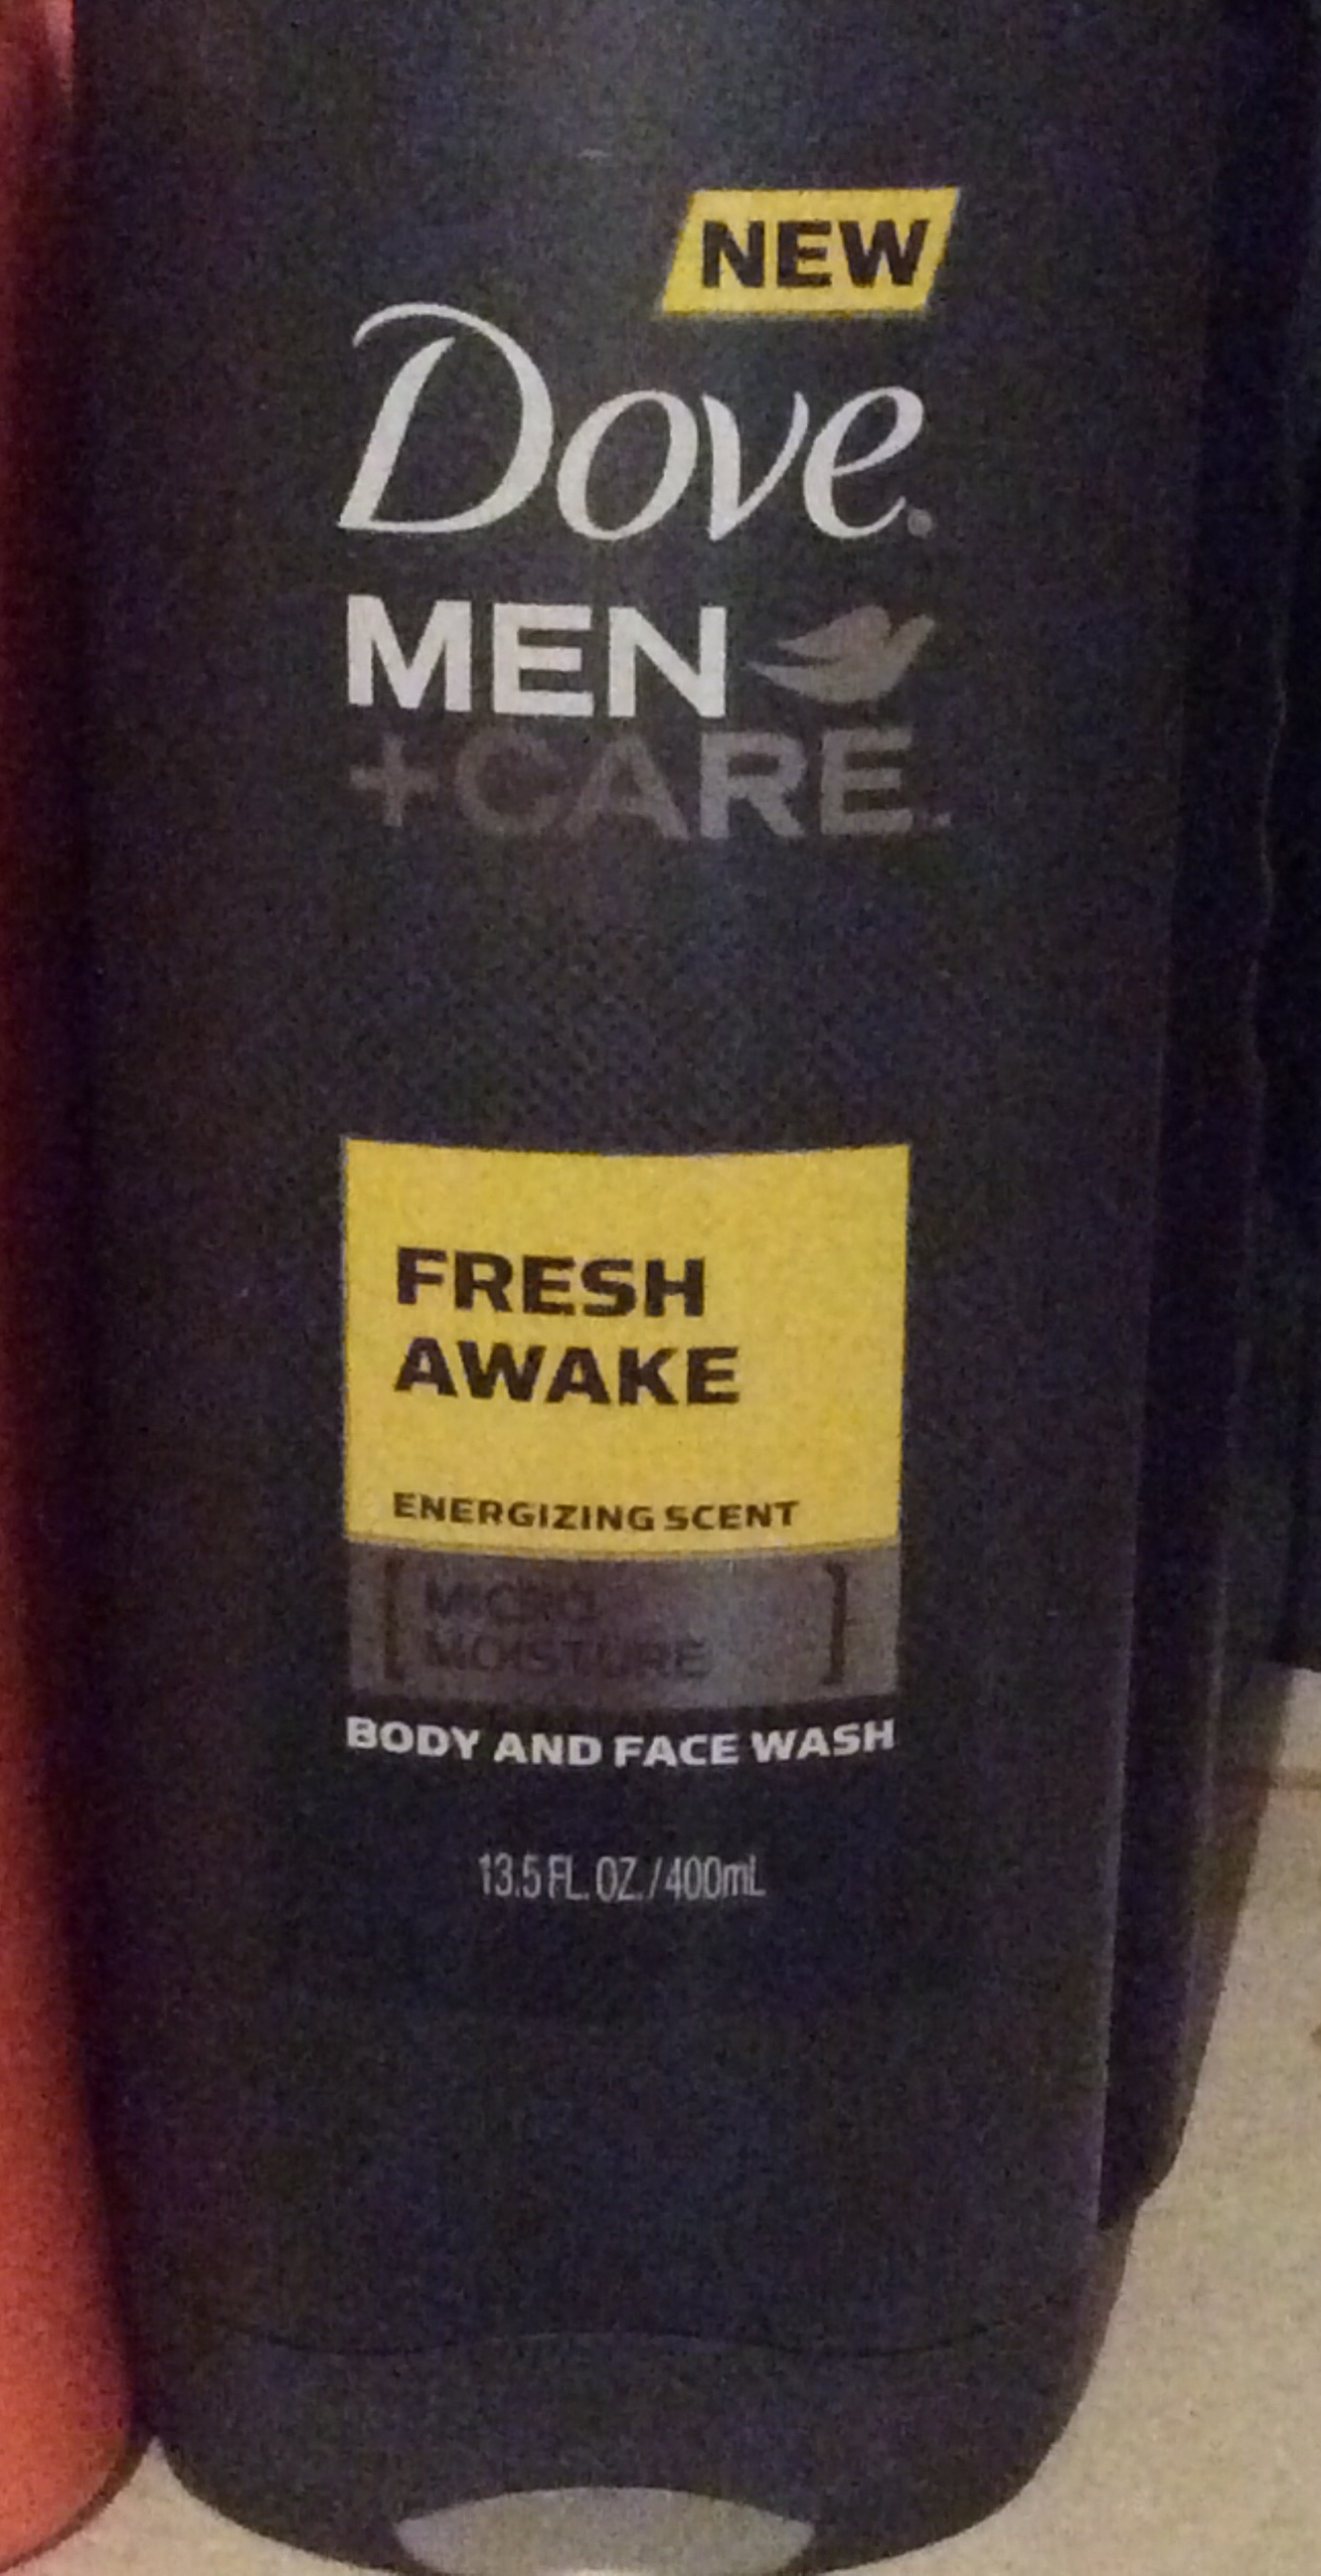 NEW
Dove
MEN
+CARE.
FRESH
AWAKE
ENERGIZING SCENT
[MICRO
MOISTURE]
BODY AND FACE WASH
13.5 FL. OZ. / 400mL